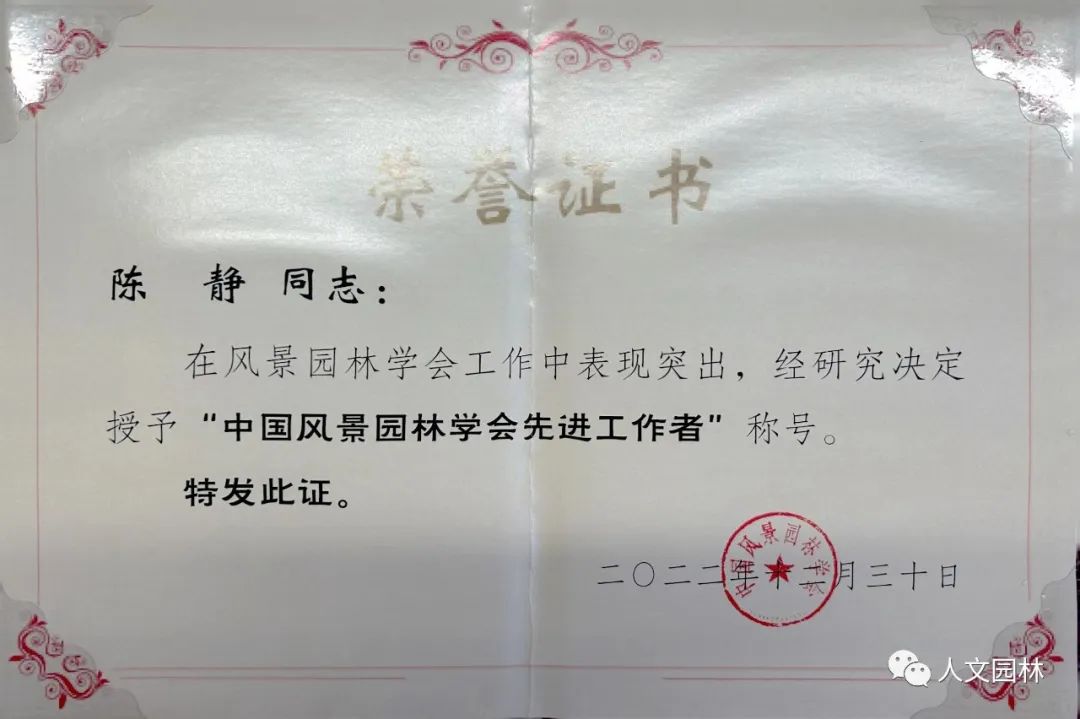 荣誉证书
陈 静 同志：
在风景园林学会工作中表现突出，经研究决定
授予“中国风景园林学会先进工作者”称号。
特发此证。
二〇二二年十二月三十日
中国风景园林学会
人文园林